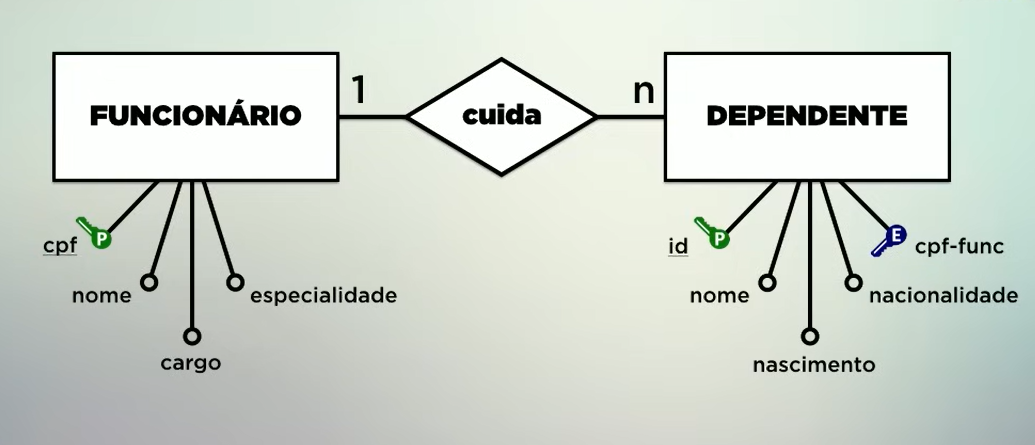 FUNCIONÁRIO
1
cuida
n
DEPENDENTE
cpf
P
nome
cargo
especialidade
id
P
nome
nascimento
nacionalidade
E
cpf-func